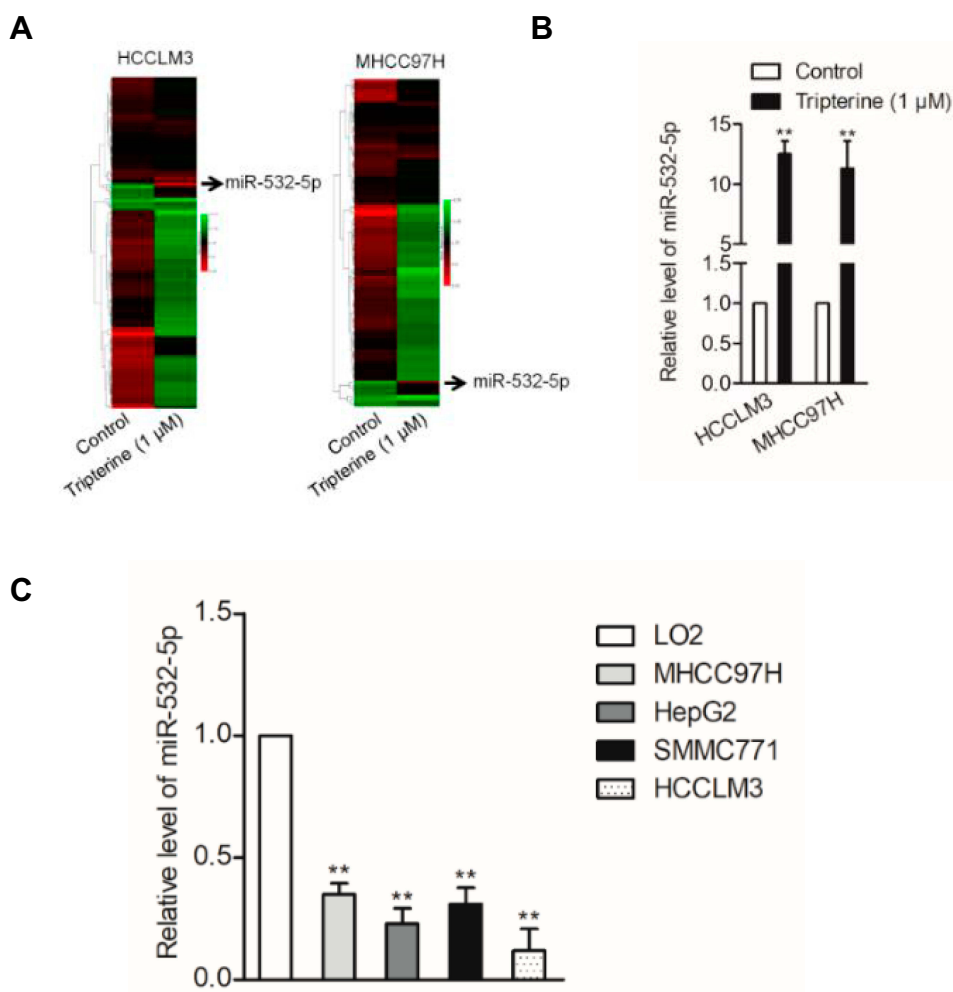 A
HCCLM3
MHCC97H
miR-532-5p
miR-532-5p
Control
Tripterine (1 μM)
Control
Tripterine (1 μM)
B
Control
Tripterine (1 μM)
Relative level of miR-532-5p
15
**
**
10
5
1.5
1.0
0.5
0.0
HCCLM3
MHCC97H
C
Relative level of miR-532-5p
1.5
1.0
0.5
0.0
**
**
**
**
LO2
MHCC97H
HepG2
SMMC771
HCCLM3